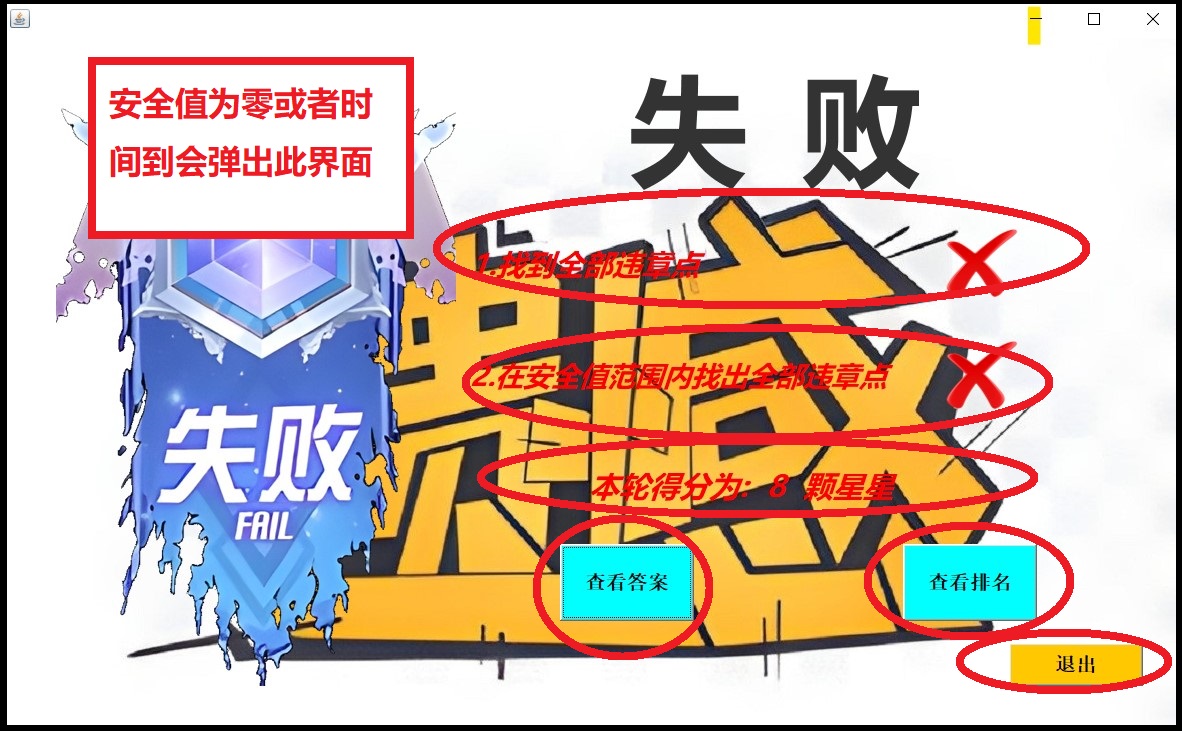 安全值为零或者时
间到会弹出此界面
失 败
1.找到全部违章点
2.在安全值范围内找出全部违章点
本轮得分为: 8 颗星星
失败
FAIL
查看答案
查看排名
退出